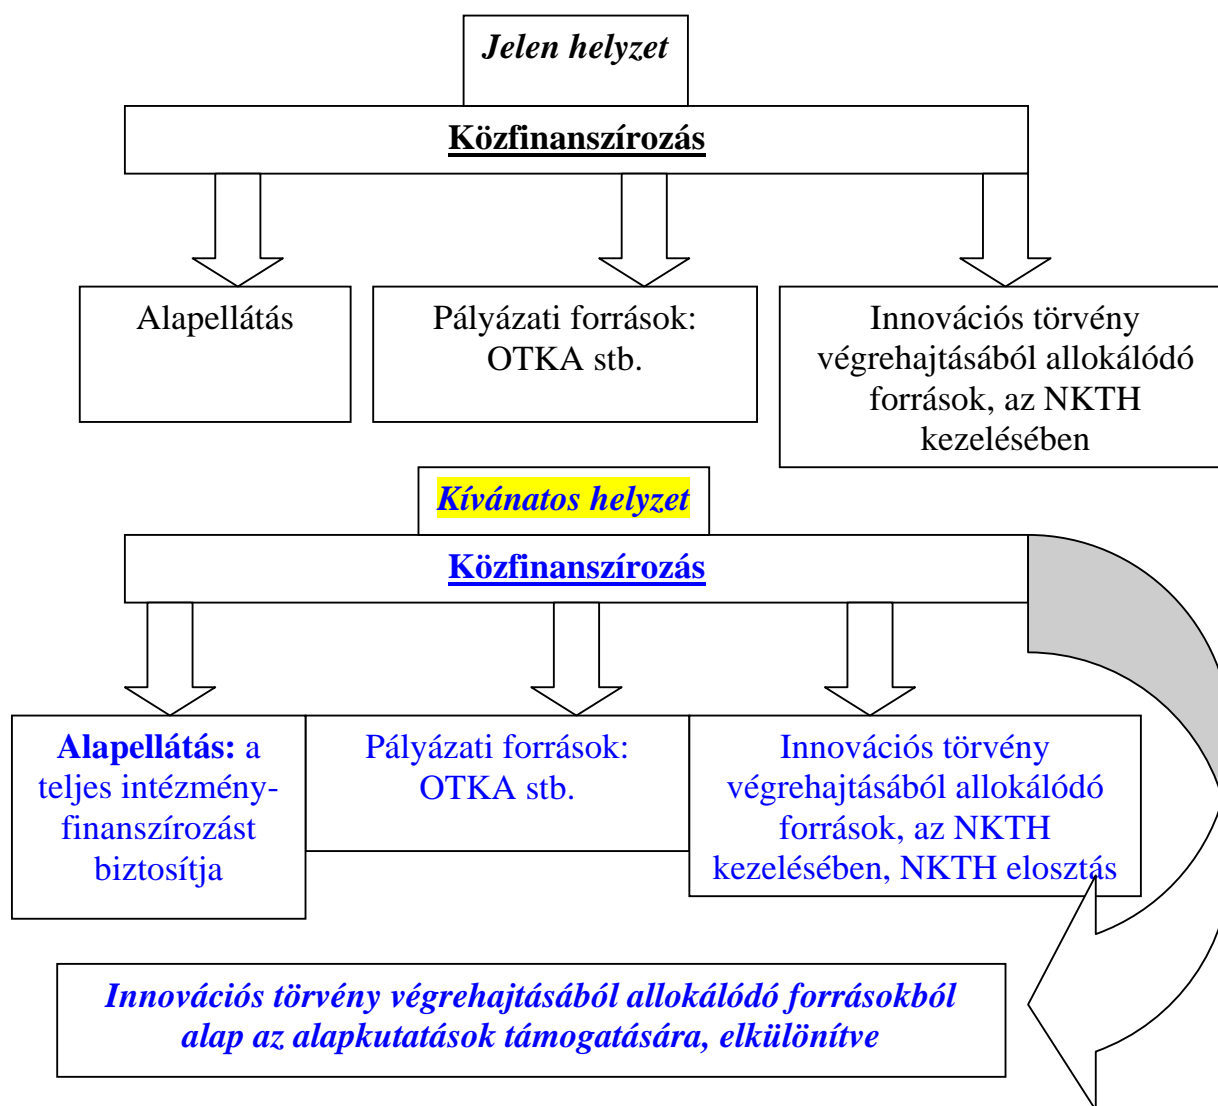 Jelen helyzet
Közfinanszírozás
Alapellátás
Pályázati források:
OTKA stb.
Innovációs törvény
végrehajtásából allokálódó
források, az NKTH
kezelésében
Kívánatos helyzet
Közfinanszírozás
Alapellátás: a
teljes intézmény-
finanszírozást
biztosítja
Pályázati források:
OTKA stb.
Innovációs törvény
végrehajtásából allokálódó
források, az NKTH
kezelésében, NKTH elosztás
Innovációs törvény végrehajtásából allokálódó forrásokból
alap az alapkutatások támogatására, elkülönítve